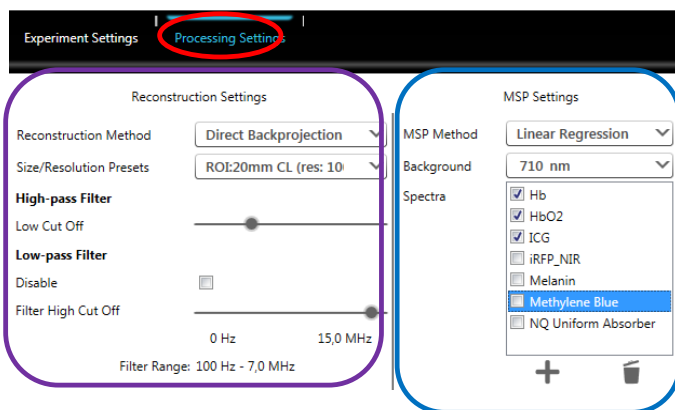 Experiment Settings
Processing Settings
Reconstruction Settings
Reconstruction Method
Direct Backprojection
Size/Resolution Presets
ROI:20mm CL (res: 10
High-pass Filter
Low Cut Off
Low-pass Filter
Disable
Filter High Cut Off
0 Hz
15,0 MHz
Filter Range: 100 Hz - 7,0 MHz
MSP Settings
MSP Method
Linear Regression
Background
710 nm
Spectra
Hb
HbO2
ICG
iRFP_NIR
Melanin
Methylene Blue
NQ Uniform Absorber